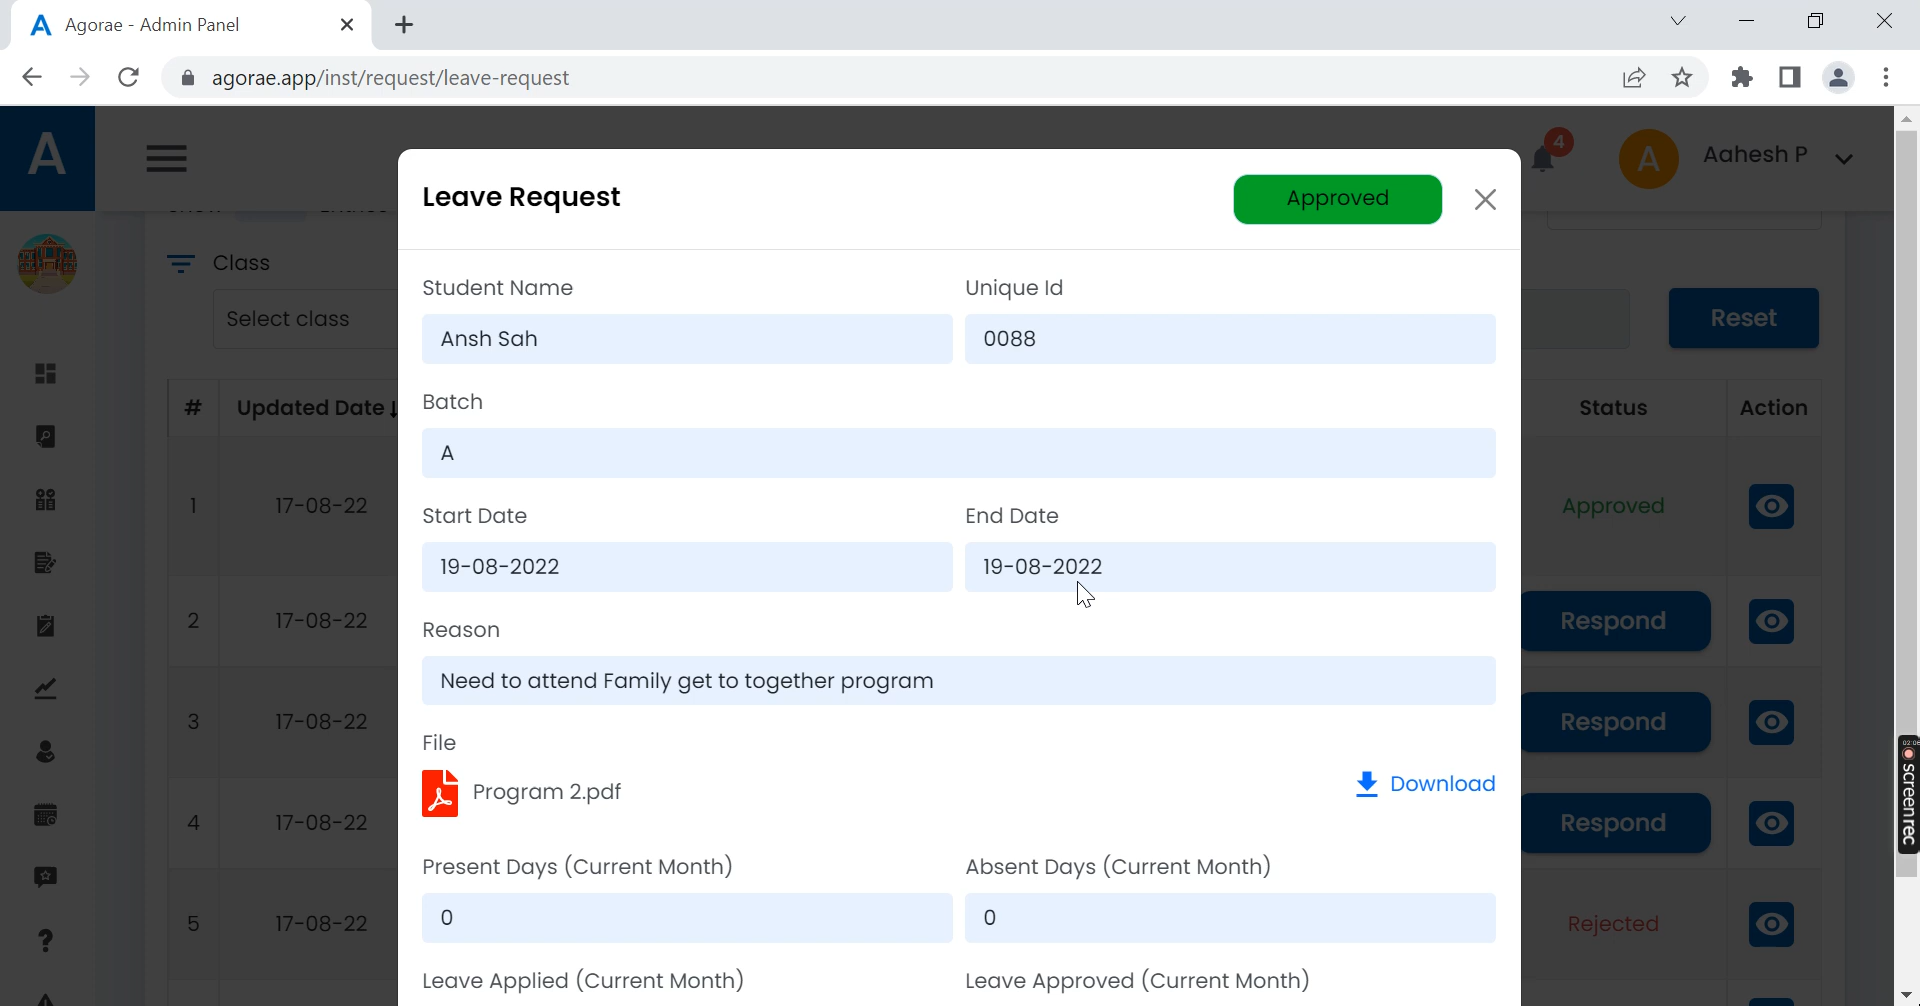 Agorae - Admin Panel
agorae.app/inst/request/leave-request
A
4
A
Aahesh P
Leave Request
Approved
Class
Select class
Reset
Student Name
Unique Id
Ansh Sah
0088
Batch
A
# Updated Date
Status
Action
1 17-08-22
Approved
Start Date
End Date
19-08-2022
19-08-2022
2 17-08-22
Respond
Reason
Need to attend Family get to together program
3 17-08-22
Respond
File
Program 2.pdf
Download
4 17-08-22
Respond
Present Days (Current Month)
Absent Days (Current Month)
0
0
5 17-08-22
Rejected
Leave Applied (Current Month)
Leave Approved (Current Month)
screenrec